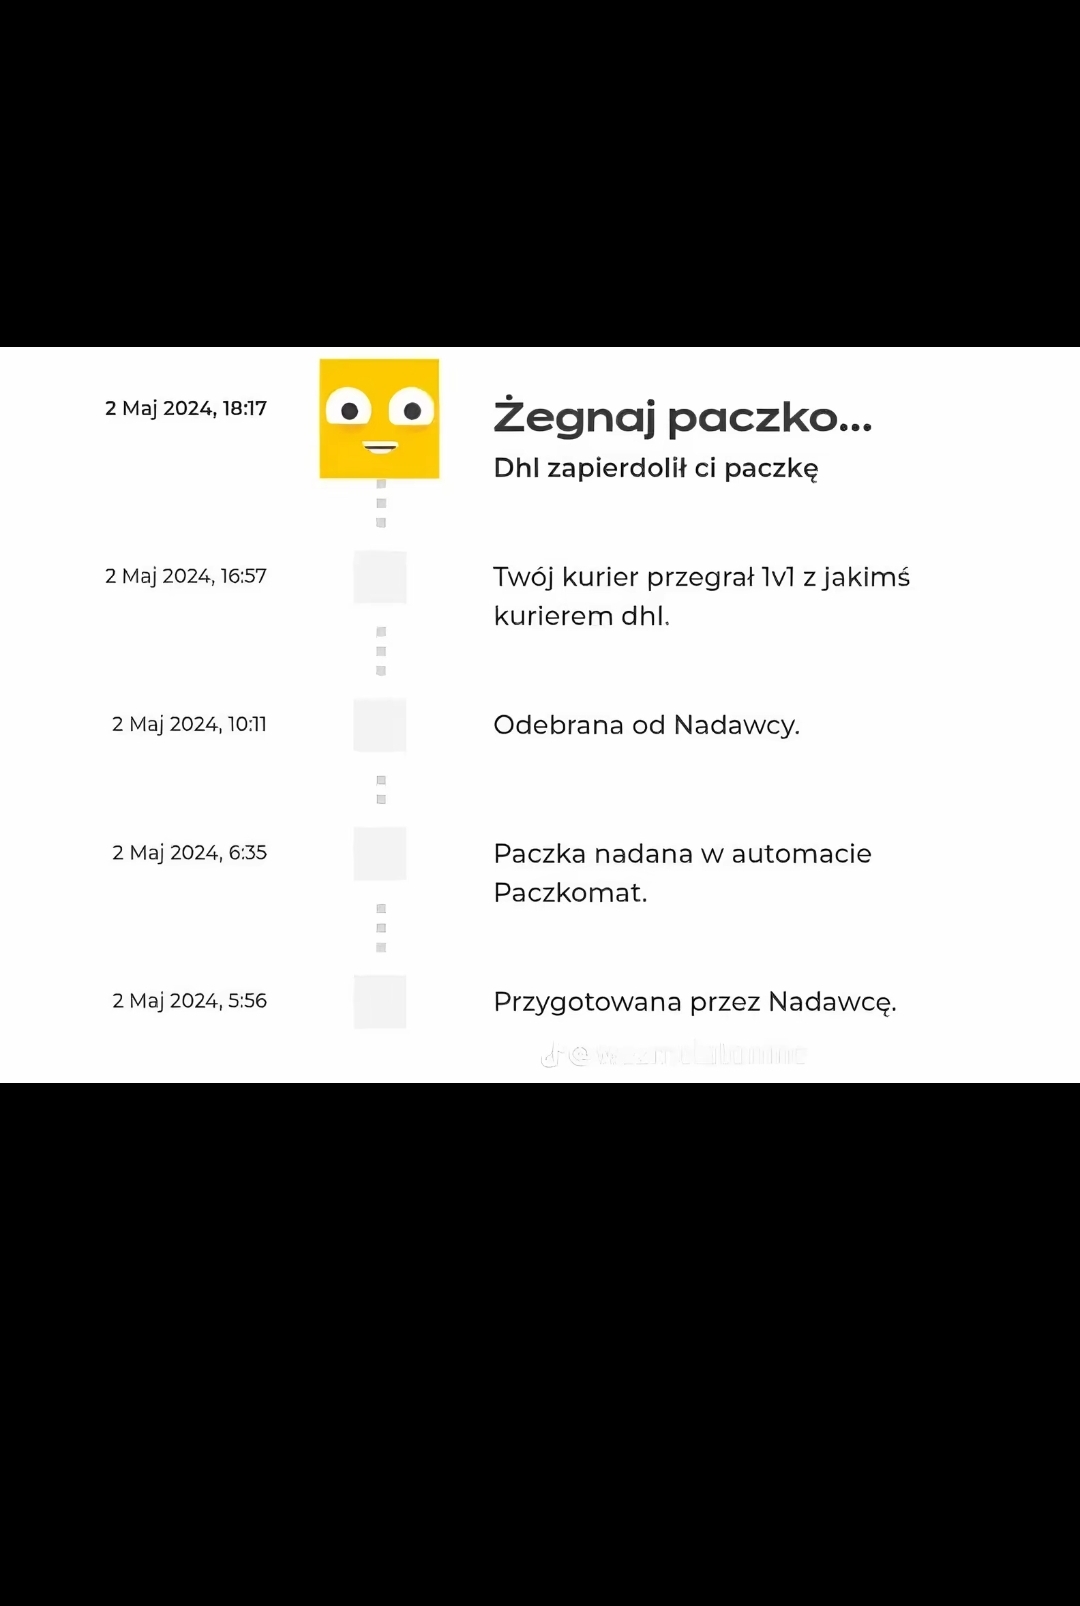 2 Maj 2024, 18:17
Żegnaj paczko...
Dhl zapierdolił ci paczkę
2 Maj 2024, 16:57
Twój kurier przegrał 1v1 z jakimś
kurierem dhl.
2 Maj 2024, 10:11
Odebrana od Nadawcy.
2 Maj 2024, 6:35
Paczka nadana w automacie
Paczkomat.
2 Maj 2024, 5:56
Przygotowana przez Nadawcę.